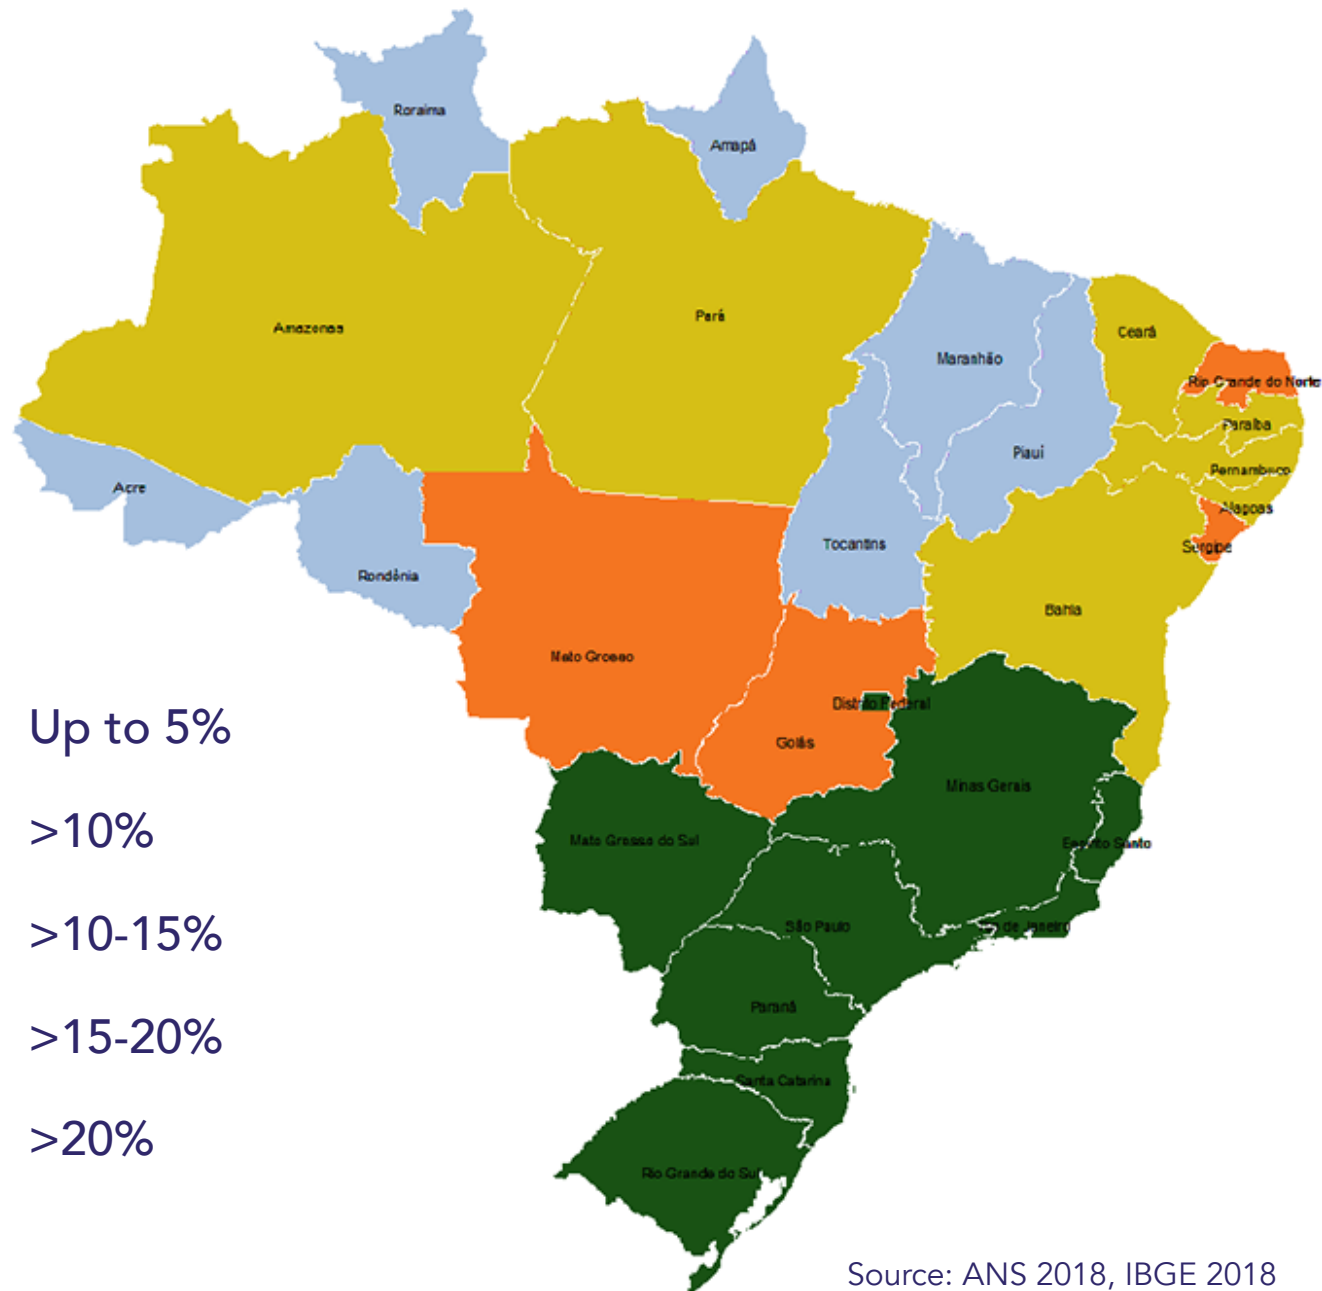 Roraima
Amapá
Amazonas
Pará
Ceará
Maranhão
Rio Grande do Norte
Paraíba
Piauí
Pernambuco
Acre
Alagoas
Tocantins
Sergipe
Rondônia
Bahia
Mato Grosso
Distrito Federal
Up to 5%
Goiás
Minas Gerais
>10%
Mato Grosso do Sul
Espírito Santo
São Paulo
Rio de Janeiro
>10-15%
Paraná
>15-20%
Santa Catarina
>20%
Rio Grande do Sul
Source: ANS 2018, IBGE 2018